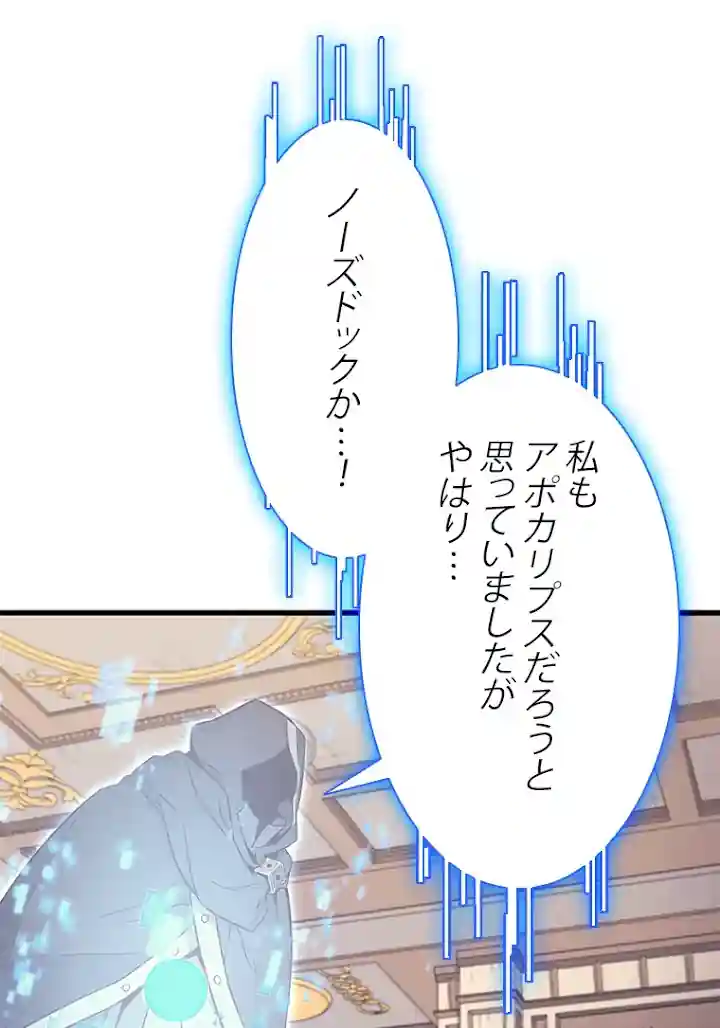 私も
アポカリプスだろうと
思っていましたが
やはり…
ノーズドックか…！